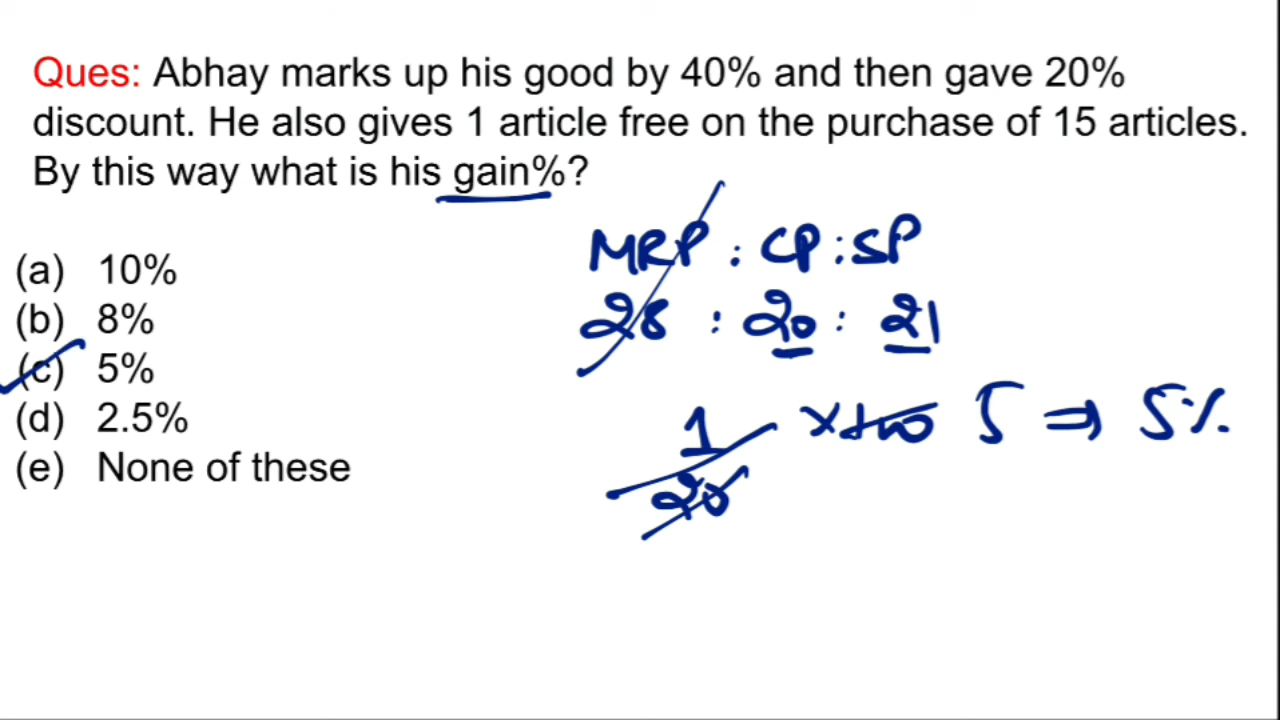 Ques: Abhay marks up his good by 40% and then gave 20%
discount. He also gives 1 article free on the purchase of 15 articles.
By this way what is his gain%?
(a) 10%
(b) 8%
(c) 5%
(d) 2.5%
(e) None of these
MRP : CP : SP
28 : 20 : 21
1
20
×100 5 ⇒ 5%